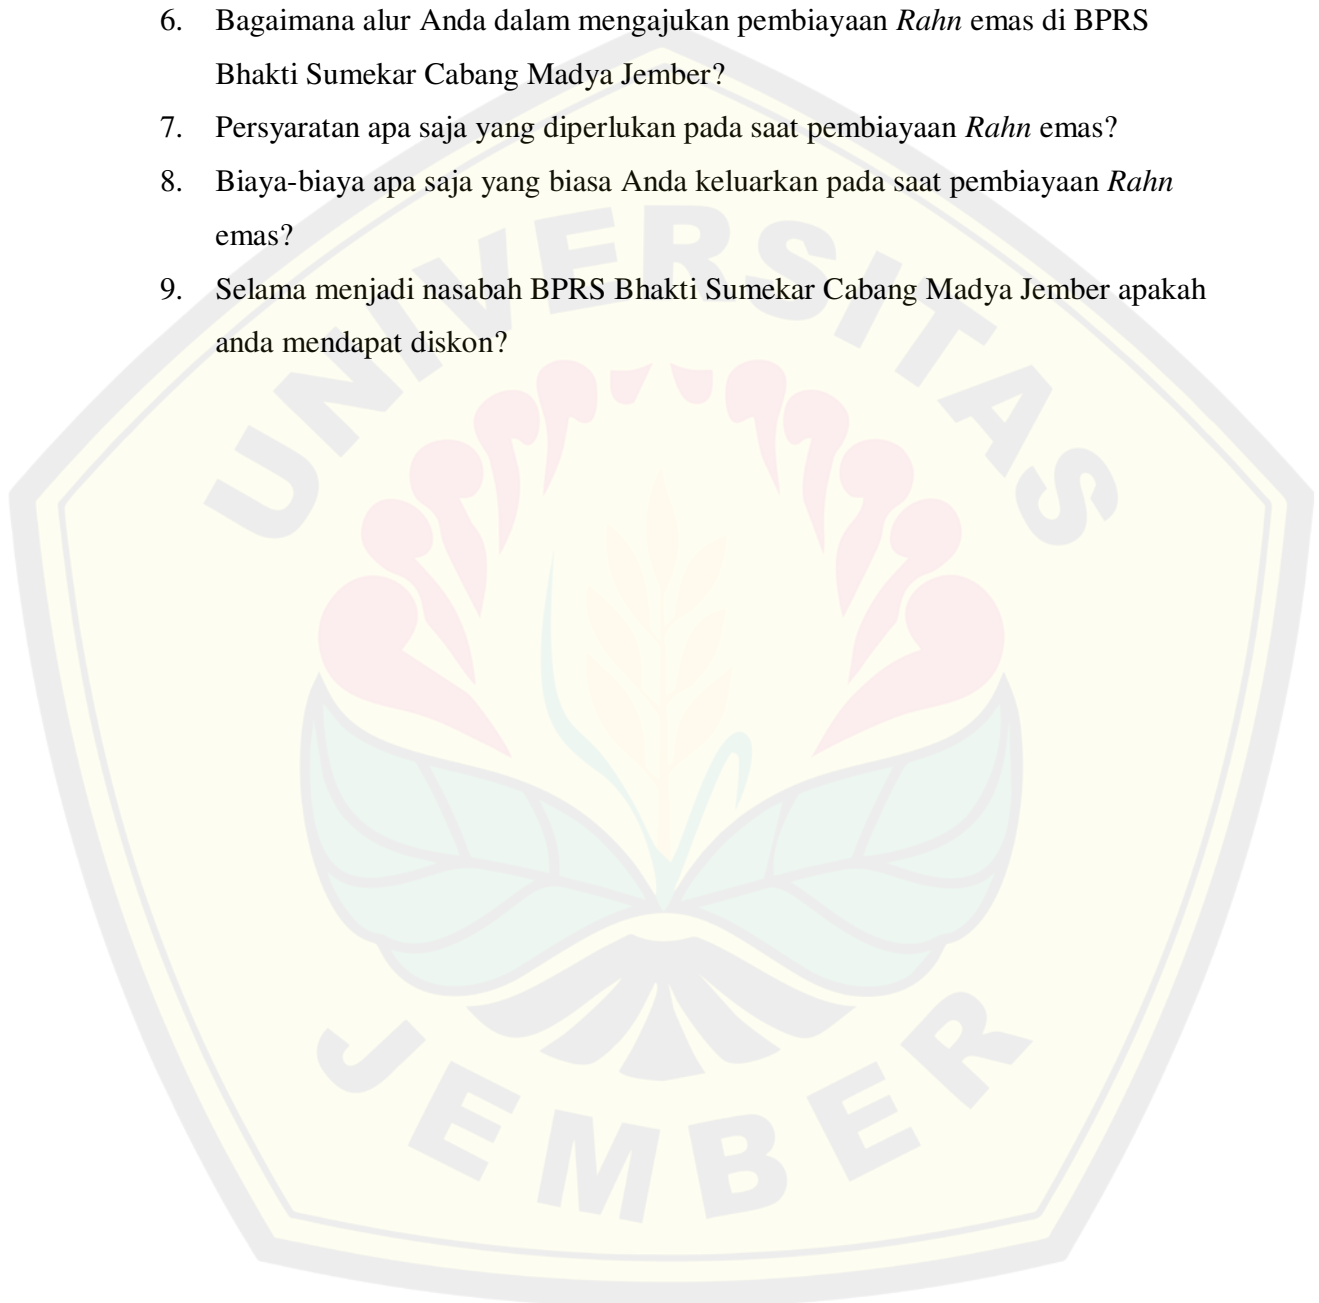 6. Bagaimana alur Anda dalam mengajukan pembiayaan Rahn emas di BPRS
Bhakti Sumekar Cabang Madya Jember?
7. Persyaratan apa saja yang diperlukan pada saat pembiayaan Rahn emas?
8. Biaya-biaya apa saja yang biasa Anda keluarkan pada saat pembiayaan Rahn
emas?
9. Selama menjadi nasabah BPRS Bhakti Sumekar Cabang Madya Jember apakah
anda mendapat diskon?
UNIVERSITAS
JEMBER